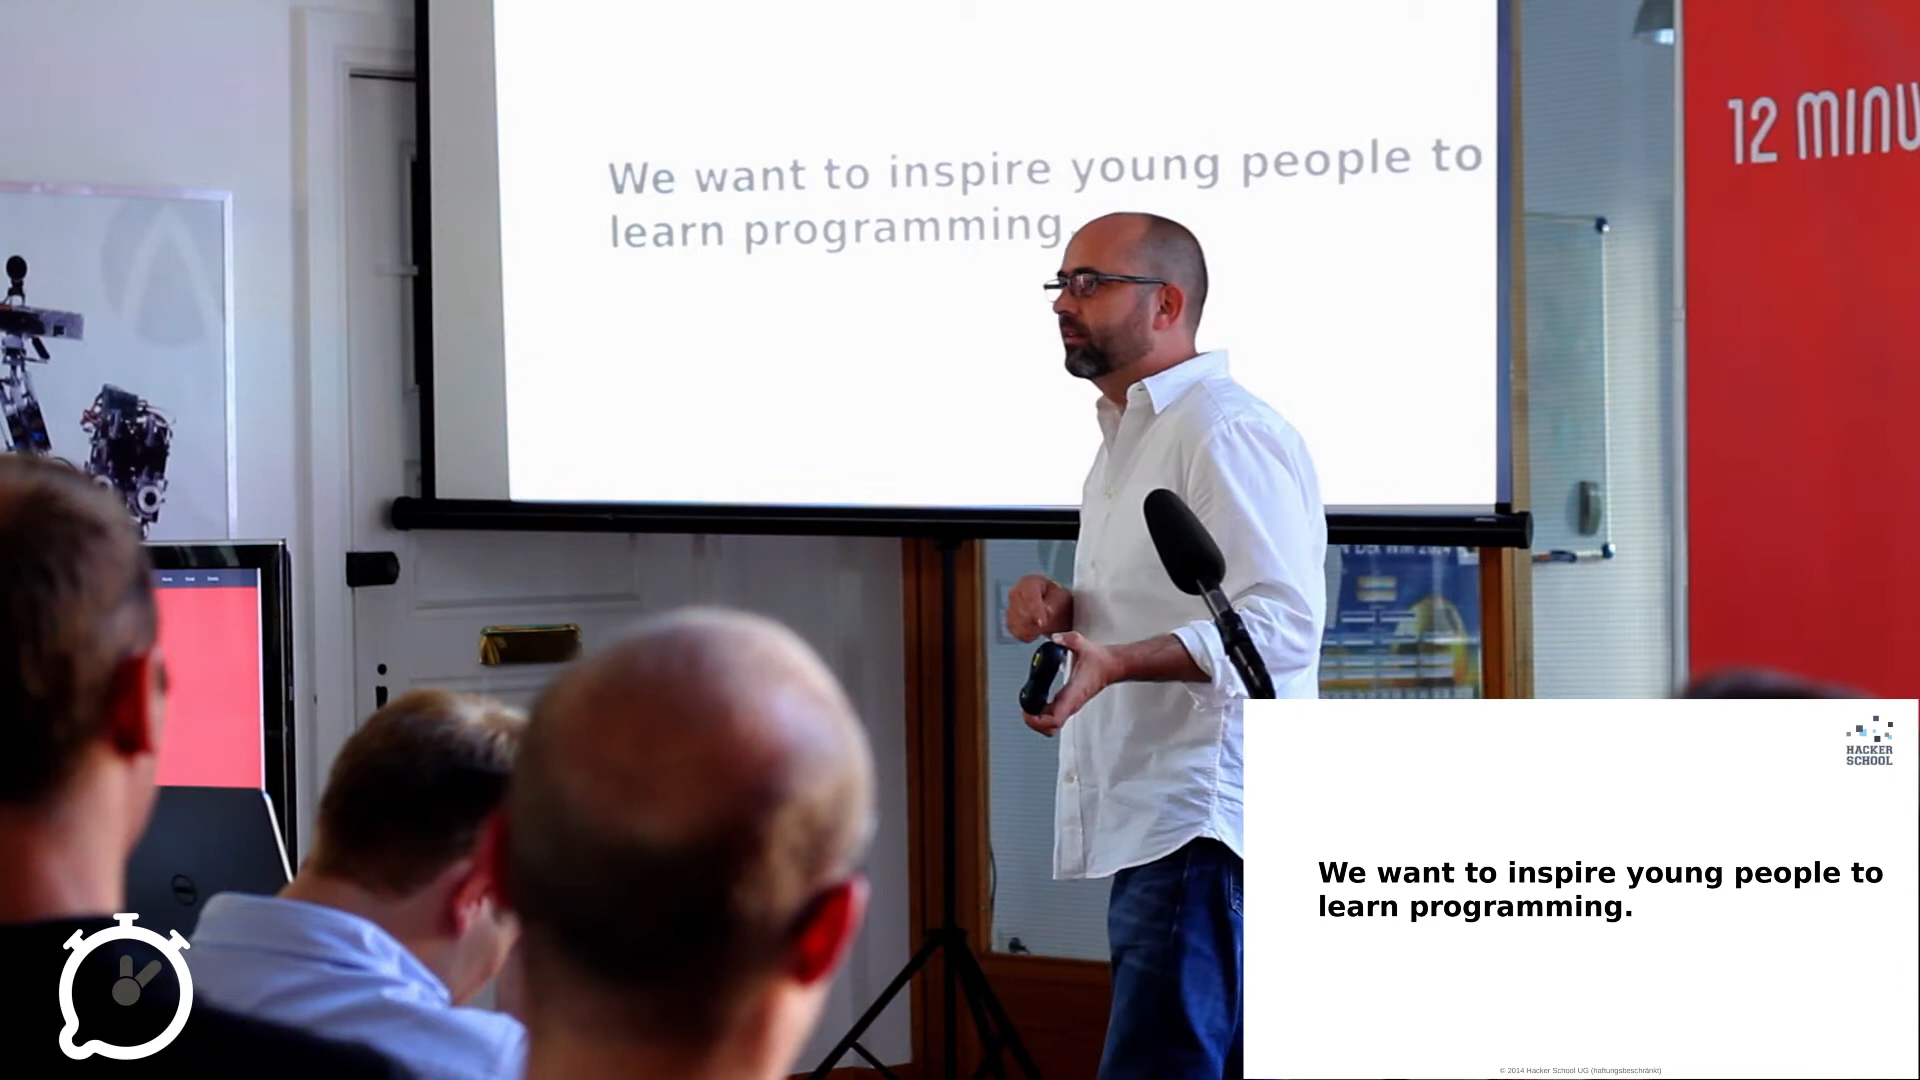 We want to inspire young people to
learn programming.
12 MINU
HACKER
SCHOOL
We want to inspire young people to
learn programming.
© 2014 Hacker School UG (haftungsbeschränkt)